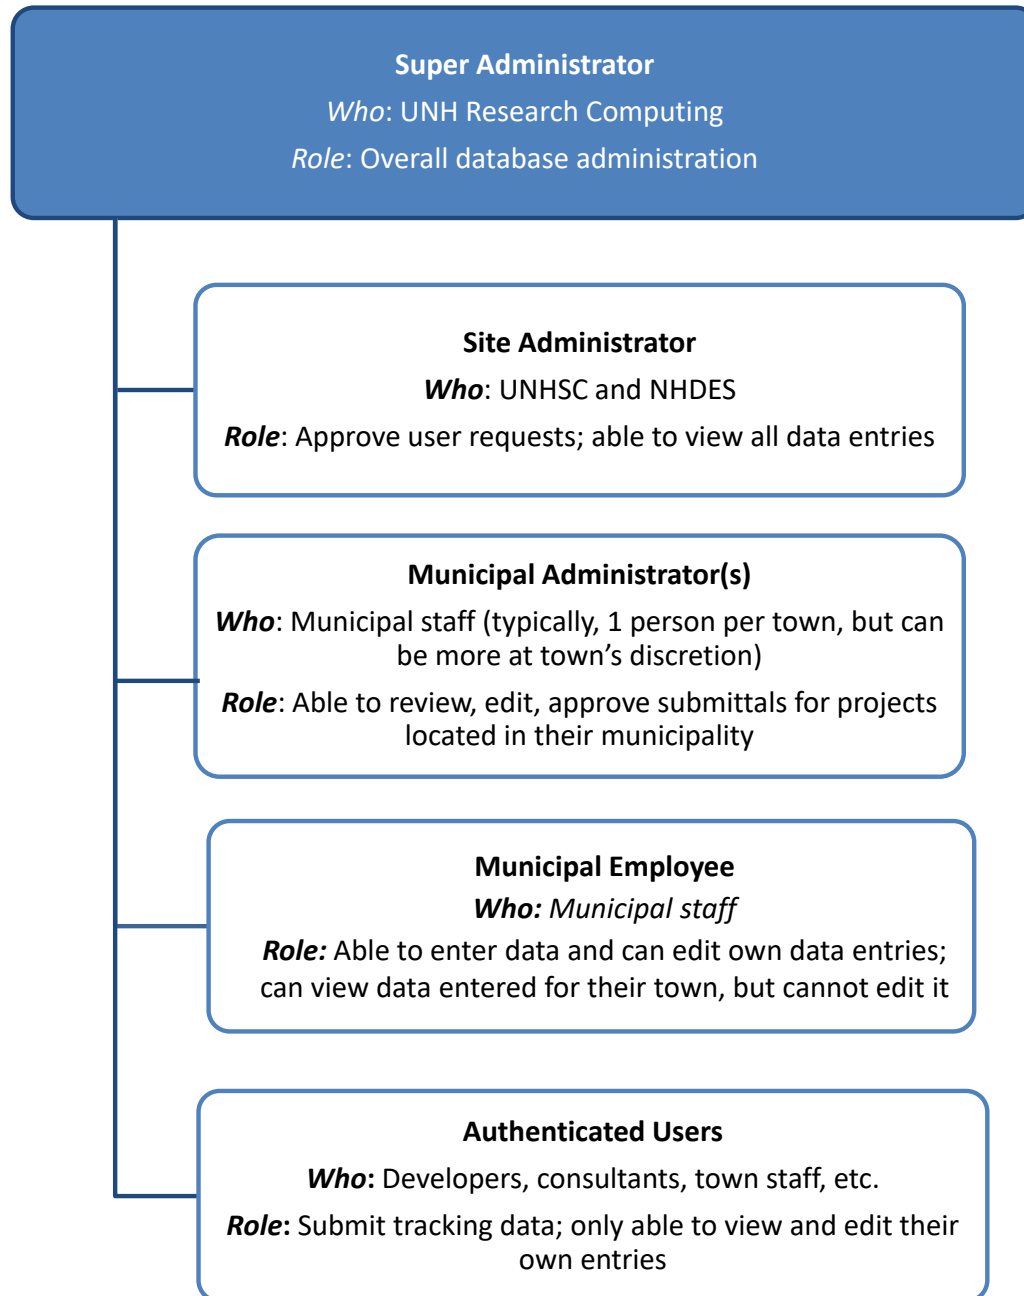 Super Administrator
Who: UNH Research Computing
Role: Overall database administration
Site Administrator
Who: UNHSC and NHDES
Role: Approve user requests; able to view all data entries
Municipal Administrator(s)
Who: Municipal staff (typically, 1 person per town, but can
be more at town’s discretion)
Role: Able to review, edit, approve submittals for projects
located in their municipality
Municipal Employee
Who: Municipal staff
Role: Able to enter data and can edit own data entries;
can view data entered for their town, but cannot edit it
Authenticated Users
Who: Developers, consultants, town staff, etc.
Role: Submit tracking data; only able to view and edit their
own entries